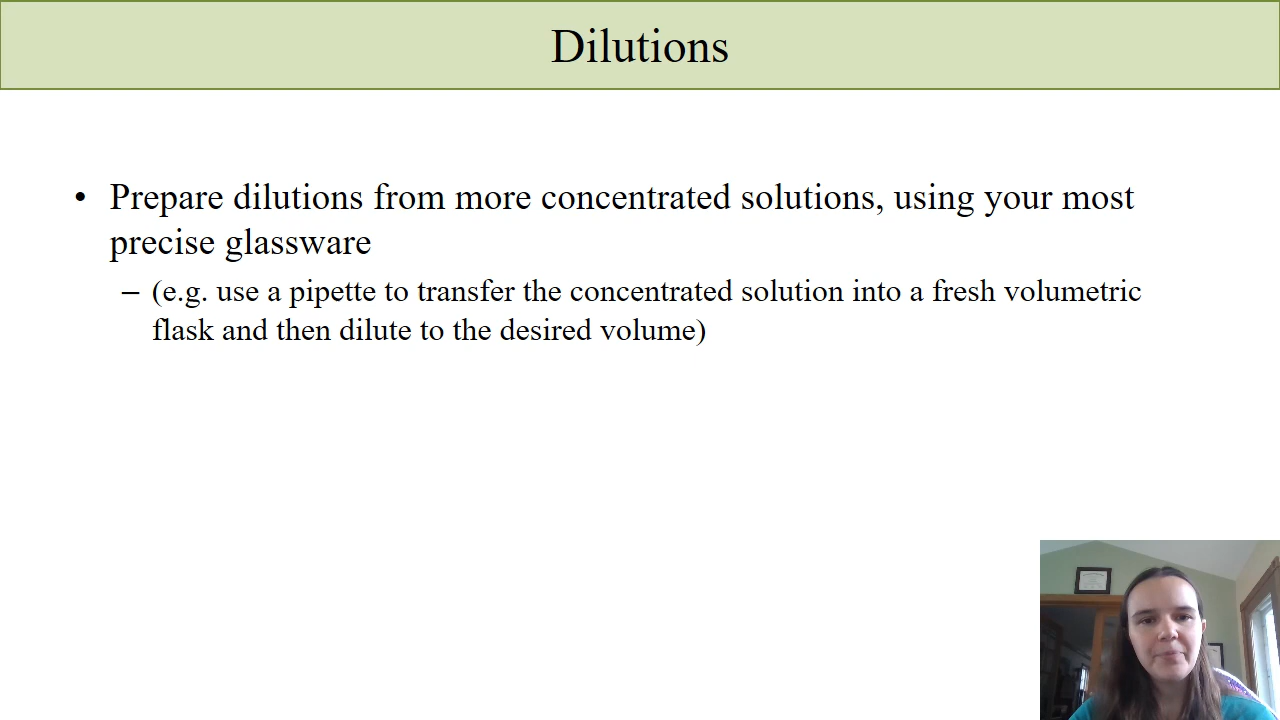 Dilutions
• Prepare dilutions from more concentrated solutions, using your most
precise glassware
– (e.g. use a pipette to transfer the concentrated solution into a fresh volumetric
flask and then dilute to the desired volume)